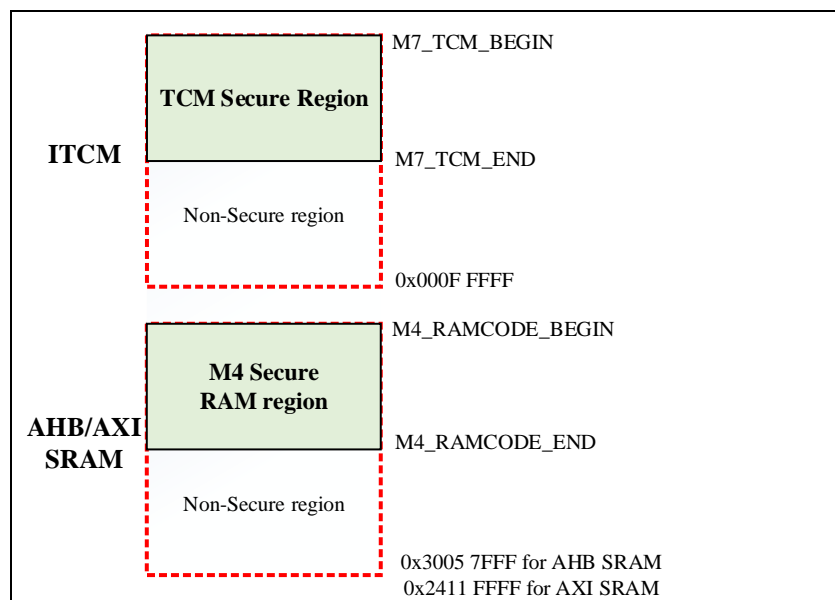 M7_TCM_BEGIN
TCM Secure Region
ITCM
M7_TCM_END
Non-Secure region
0x000F FFFF
M4_RAMCODE_BEGIN
M4 Secure
RAM region
AHB/AXI
SRAM
M4_RAMCODE_END
Non-Secure region
0x3005 7FFF for AHB SRAM
0x2411 FFFF for AXI SRAM